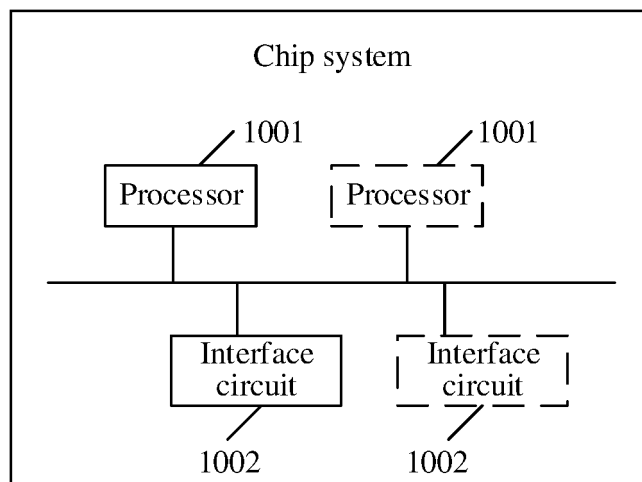 Chip system
1001
1001
Processor
Processor
Interface
circuit
Interface
circuit
1002
1002